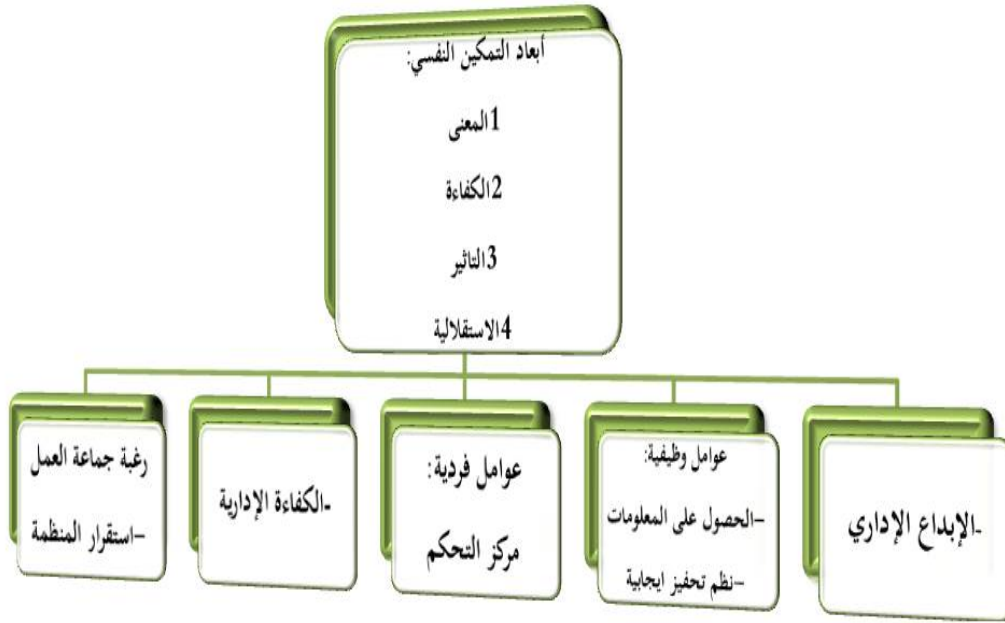 أبعاد التمكين النفسي:
1المعنى
2الكفاءة
3التاثير
4الاستقلالية
-الإبداع الإداري
عوامل وظيفية:
-الحصول على المعلومات
-نظم تحفيز ايجابية
عوامل فردية:
مركز التحكم
-الكفاءة الإدارية
رغبة جماعة العمل
-استقرار المنظمة